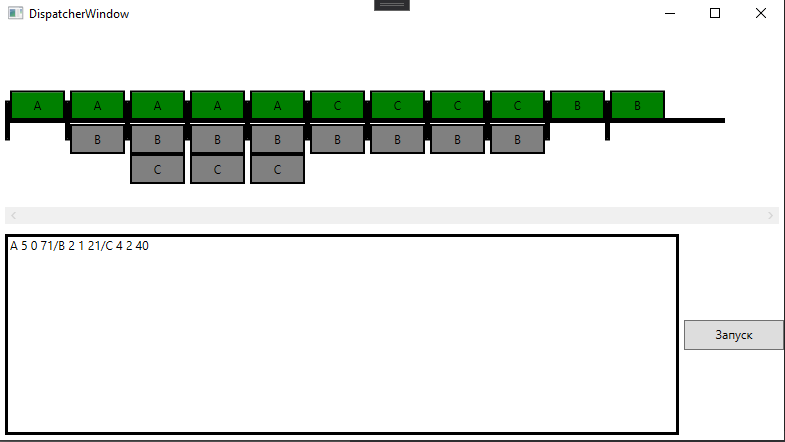 DispatcherWindow
A A A A A C C C C B B
B B B B B B B B
C C C
A 5 0 71/B 2 1 21/C 4 2 40
Запуск